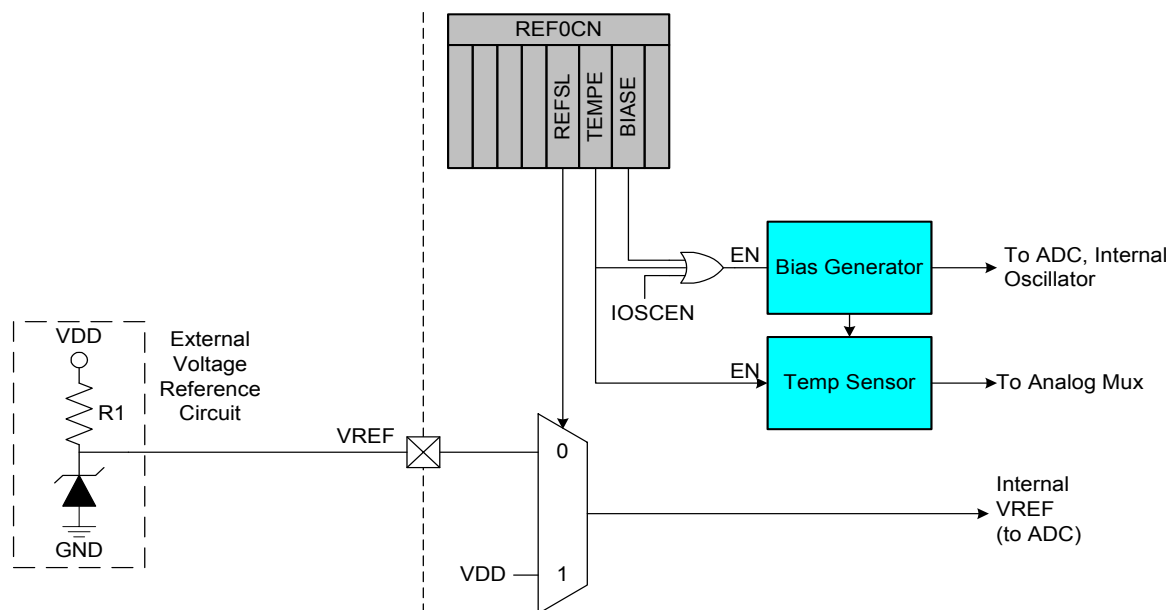 REF0CN
REFSL
TEMPE
BIASE
EN
Bias Generator
To ADC, Internal
Oscillator
IOSCEN
VDD
External
Voltage
Reference
Circuit
R1
EN
Temp Sensor
To Analog Mux
VREF
0
Internal
VREF
(to ADC)
GND
VDD
1